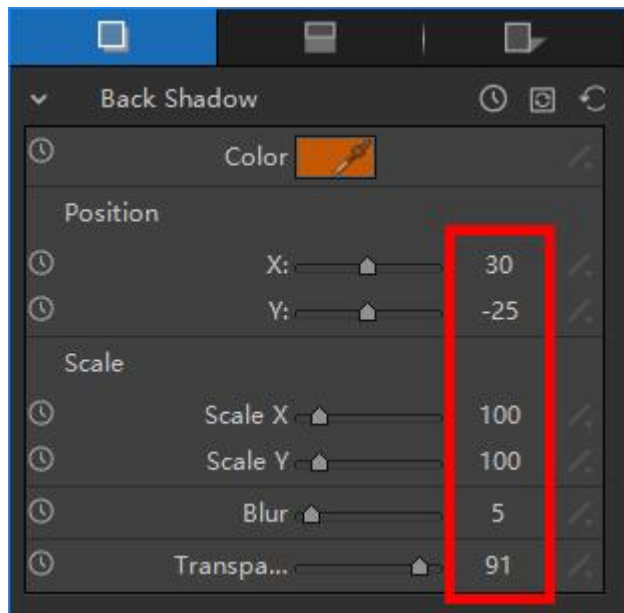 Back Shadow
Color
Position
X: 30
Y: -25
Scale
Scale X 100
Scale Y 100
Blur 5
Transpa... 91